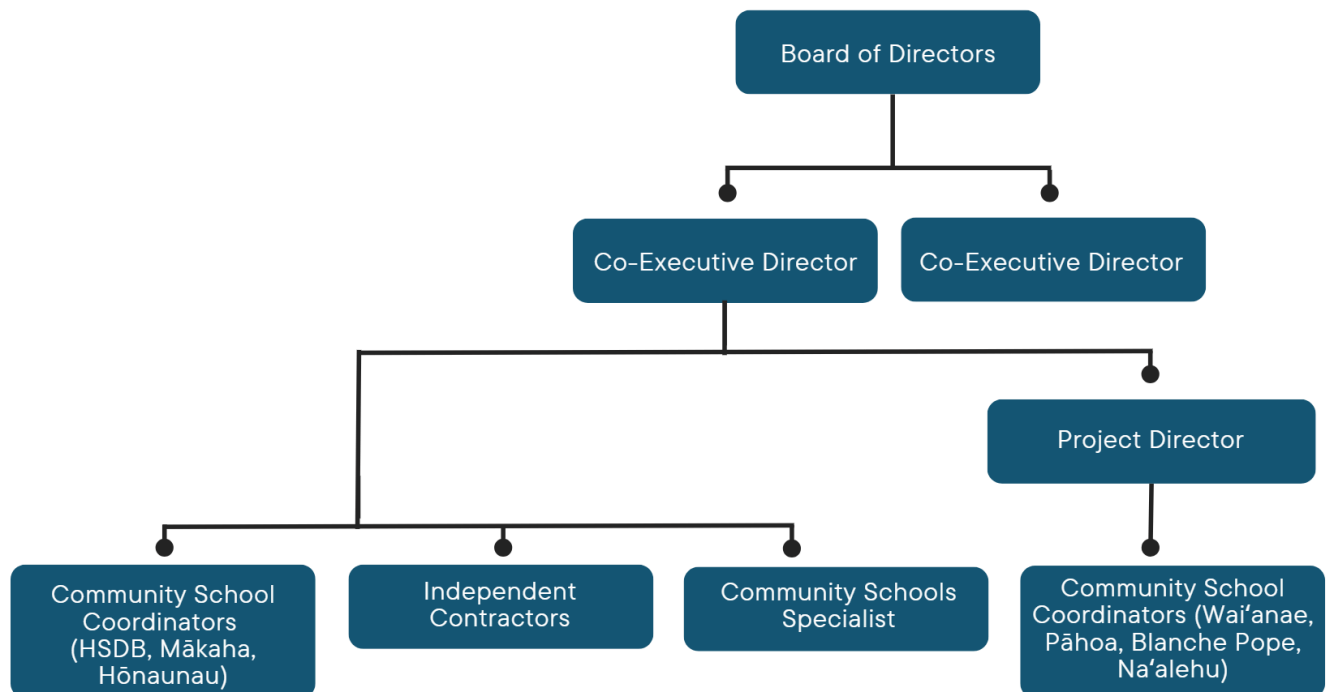 Board of Directors
Co-Executive Director
Co-Executive Director
Project Director
Community School
Coordinators
(HSDB, Mākaha,
Hōnaunau)
Independent
Contractors
Community Schools
Specialist
Community School
Coordinators (Waiʻanae,
Pāhoa, Blanche Pope,
Naʻalehu)